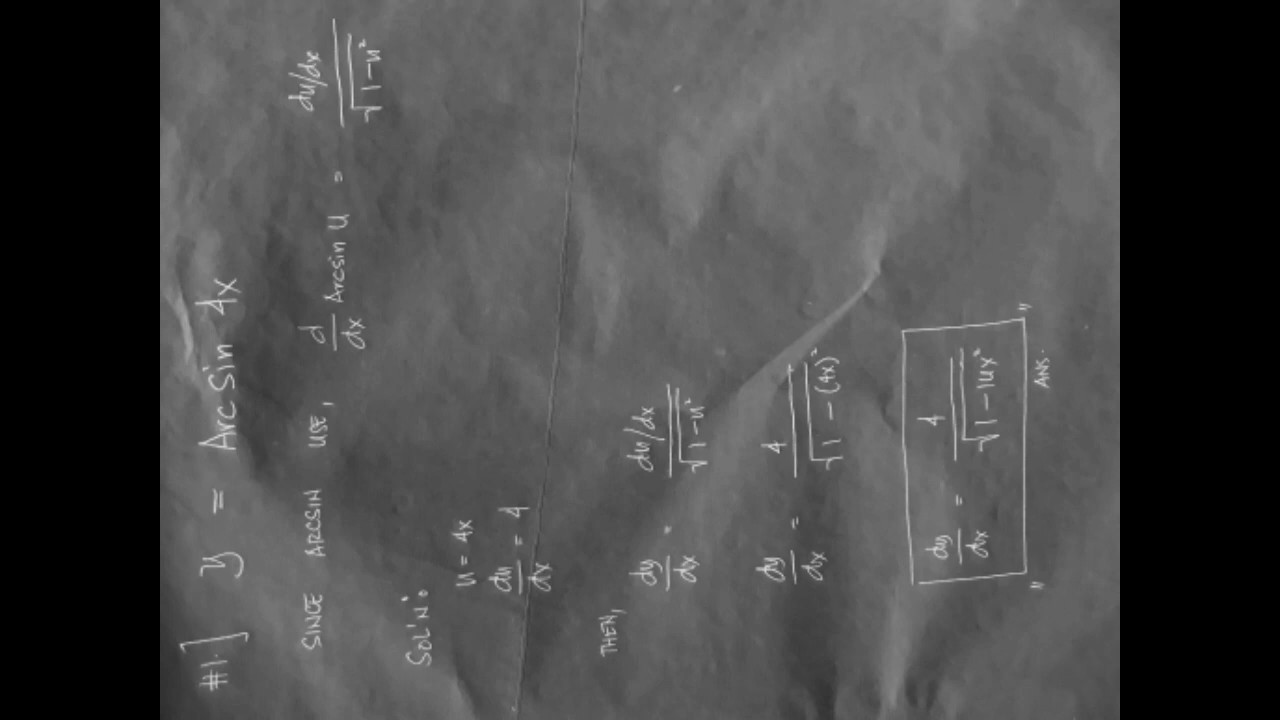 #1.] y = Arc Sin 4x
SINCE ARCSIN USE, d/dx Arcsin u = du/dx / √1-u²
SOL'N:
u = 4x
du/dx = 4
THEN,
dy/dx = du/dx / √1-u²
dy/dx = 4 / √1-(4x)²
dy/dx = 4 / √1-16x²
" ANS. "